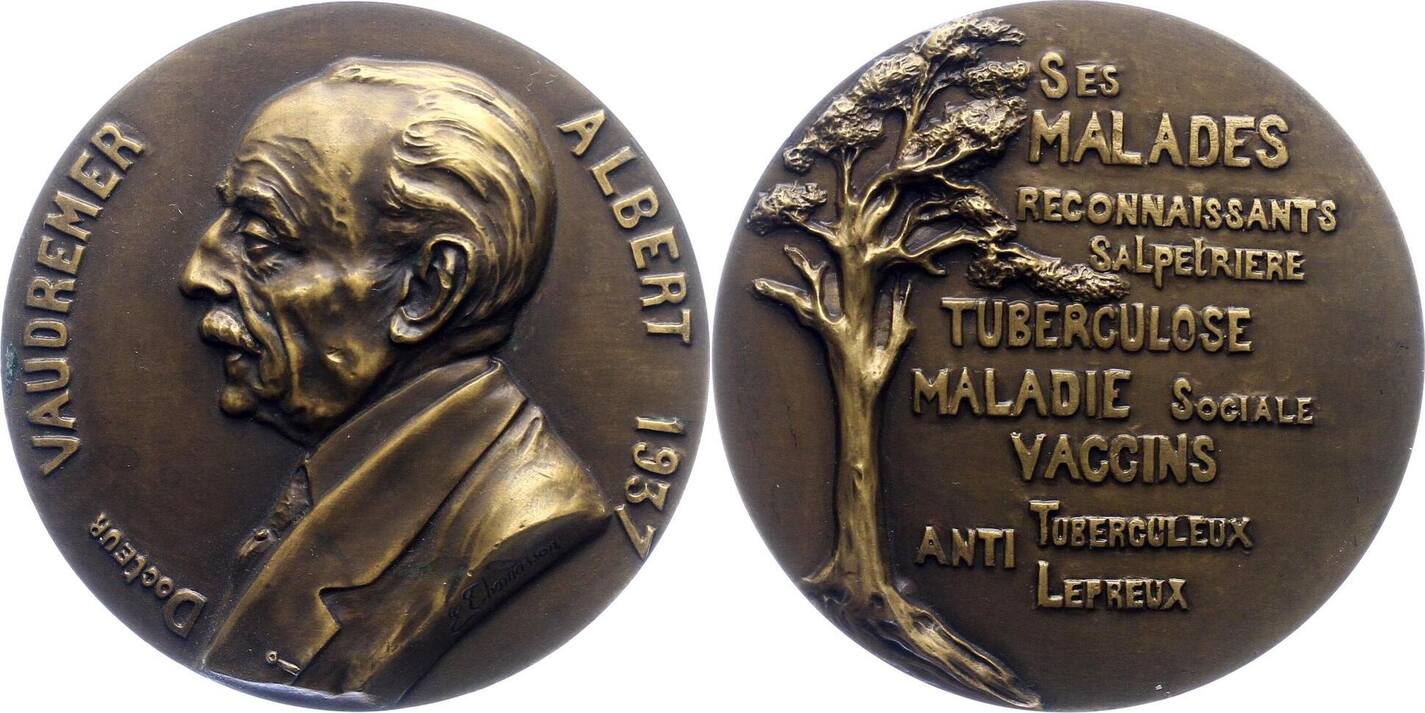 Docteur
VAUDREMER
ALBERT 1937
Ses
MALADES
RECONNAISSANTS
SALPETRIERE
TUBERCULOSE
MALADIE SOCIALE
VACCINS
ANTI TUBERCULEUX
LEPREUX